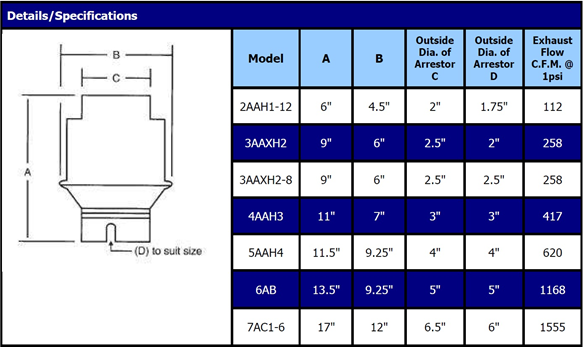 Details/Specifications
B
C
A
(D) to suit size
Model A B Outside Dia. of Arrestor C Outside Dia. of Arrestor D Exhaust Flow C.F.M. @ 1psi
2AAH1-12 6" 4.5" 2" 1.75" 112
3AAXH2 9" 6" 2.5" 2" 258
3AAXH2-8 9" 6" 2.5" 2.5" 258
4AAH3 11" 7" 3" 3" 417
5AAH4 11.5" 9.25" 4" 4" 620
6AB 13.5" 9.25" 5" 5" 1168
7AC1-6 17" 12" 6.5" 6" 1555